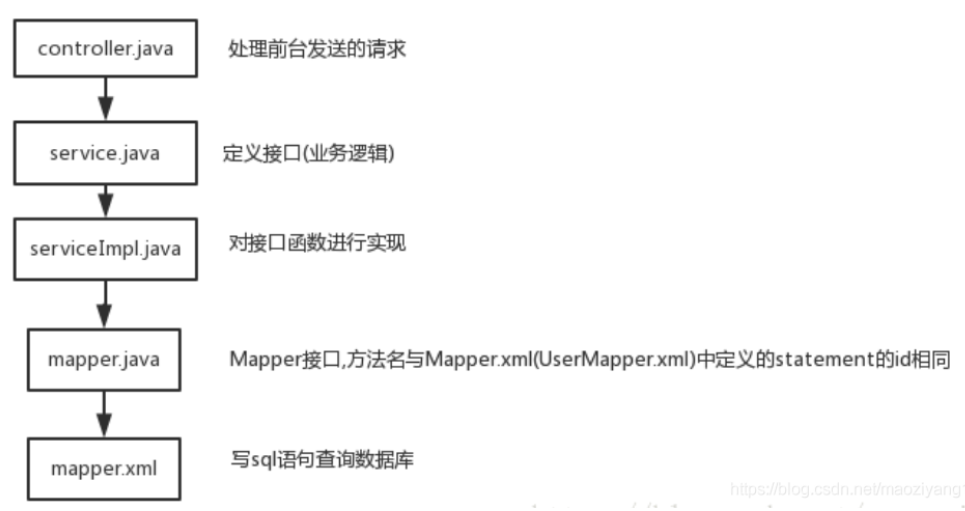 controller.java 处理前台发送的请求
service.java 定义接口(业务逻辑)
serviceImpl.java 对接口函数进行实现
mapper.java Mapper接口,方法名与Mapper.xml(UserMapper.xml)中定义的statement的id相同
mapper.xml 写sql语句查询数据库
https://blog.csdn.net/maoziyang1